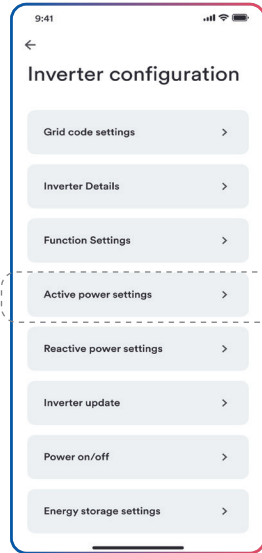 9:41
Inverter configuration
Grid code settings
Inverter Details
Function Settings
Active power settings
Reactive power settings
Inverter update
Power on/off
Energy storage settings